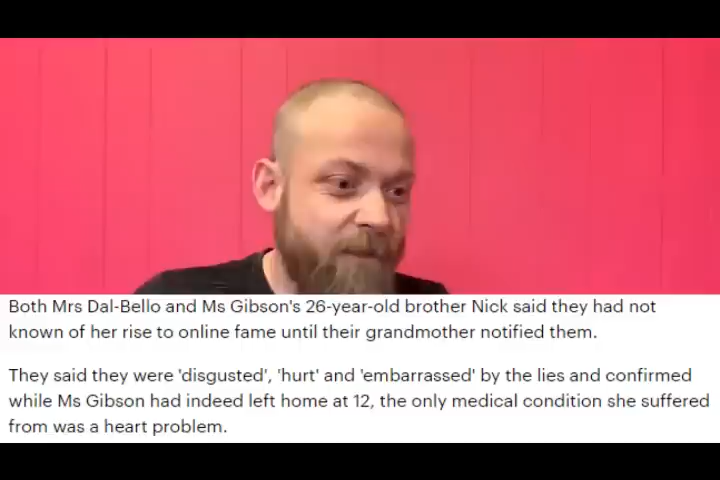 Both Mrs Dal-Bello and Ms Gibson's 26-year-old brother Nick said they had not
known of her rise to online fame until their grandmother notified them.
They said they were 'disgusted', 'hurt' and 'embarrassed' by the lies and confirmed
while Ms Gibson had indeed left home at 12, the only medical condition she suffered
from was a heart problem.